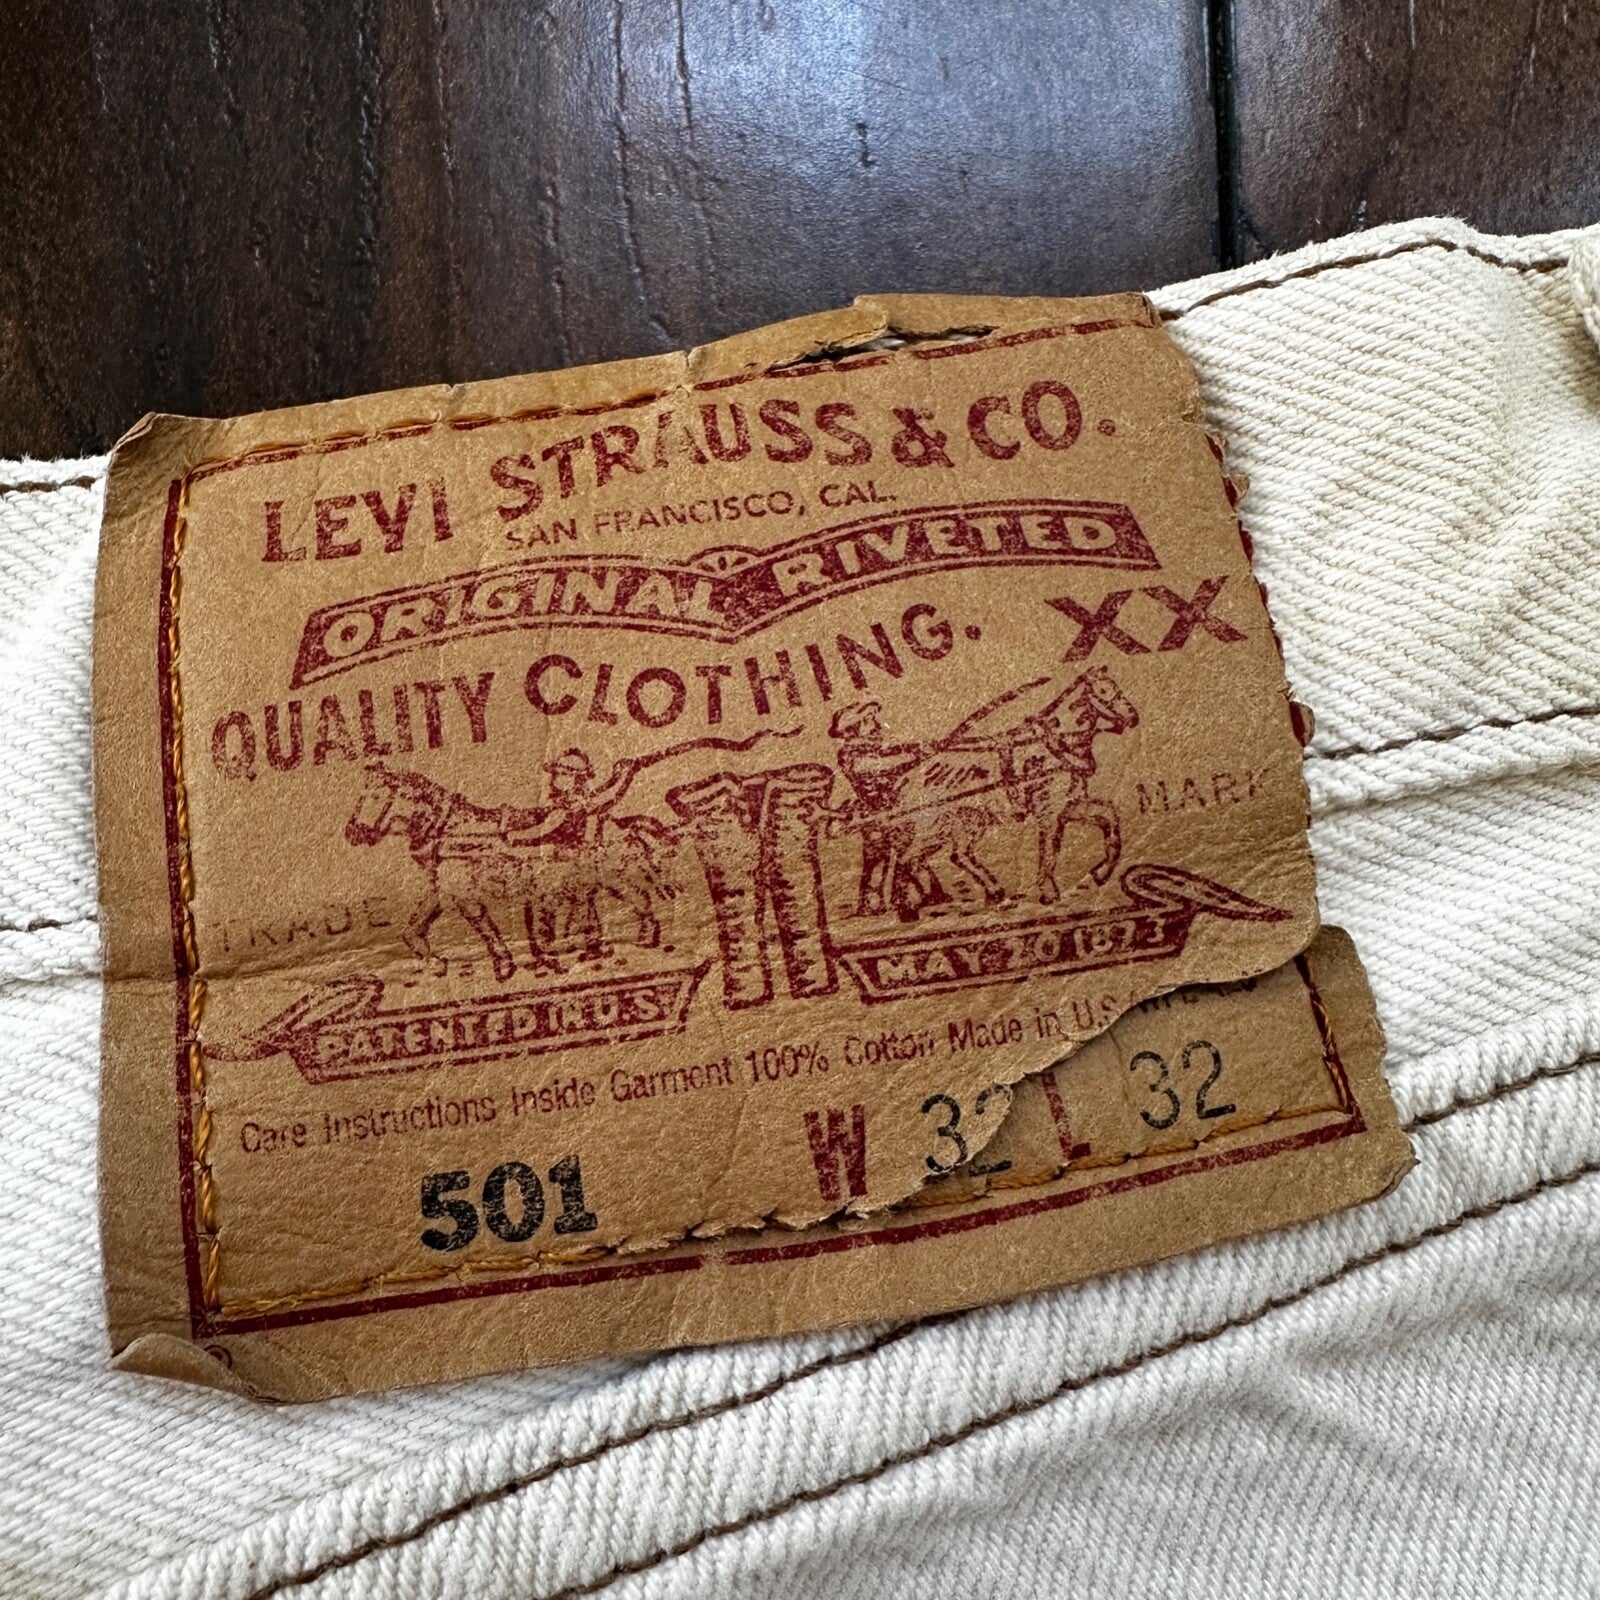 LEVI STRAUSS & CO.
SAN FRANCISCO, CAL.
ORIGINAL RIVETED
QUALITY CLOTHING. XX
TRADE MARK
PATENTED IN U.S. MAY 20 1873
Care Instructions Inside Garment 100% Cotton Made in U.S.A.
501 W 32 L 32
®